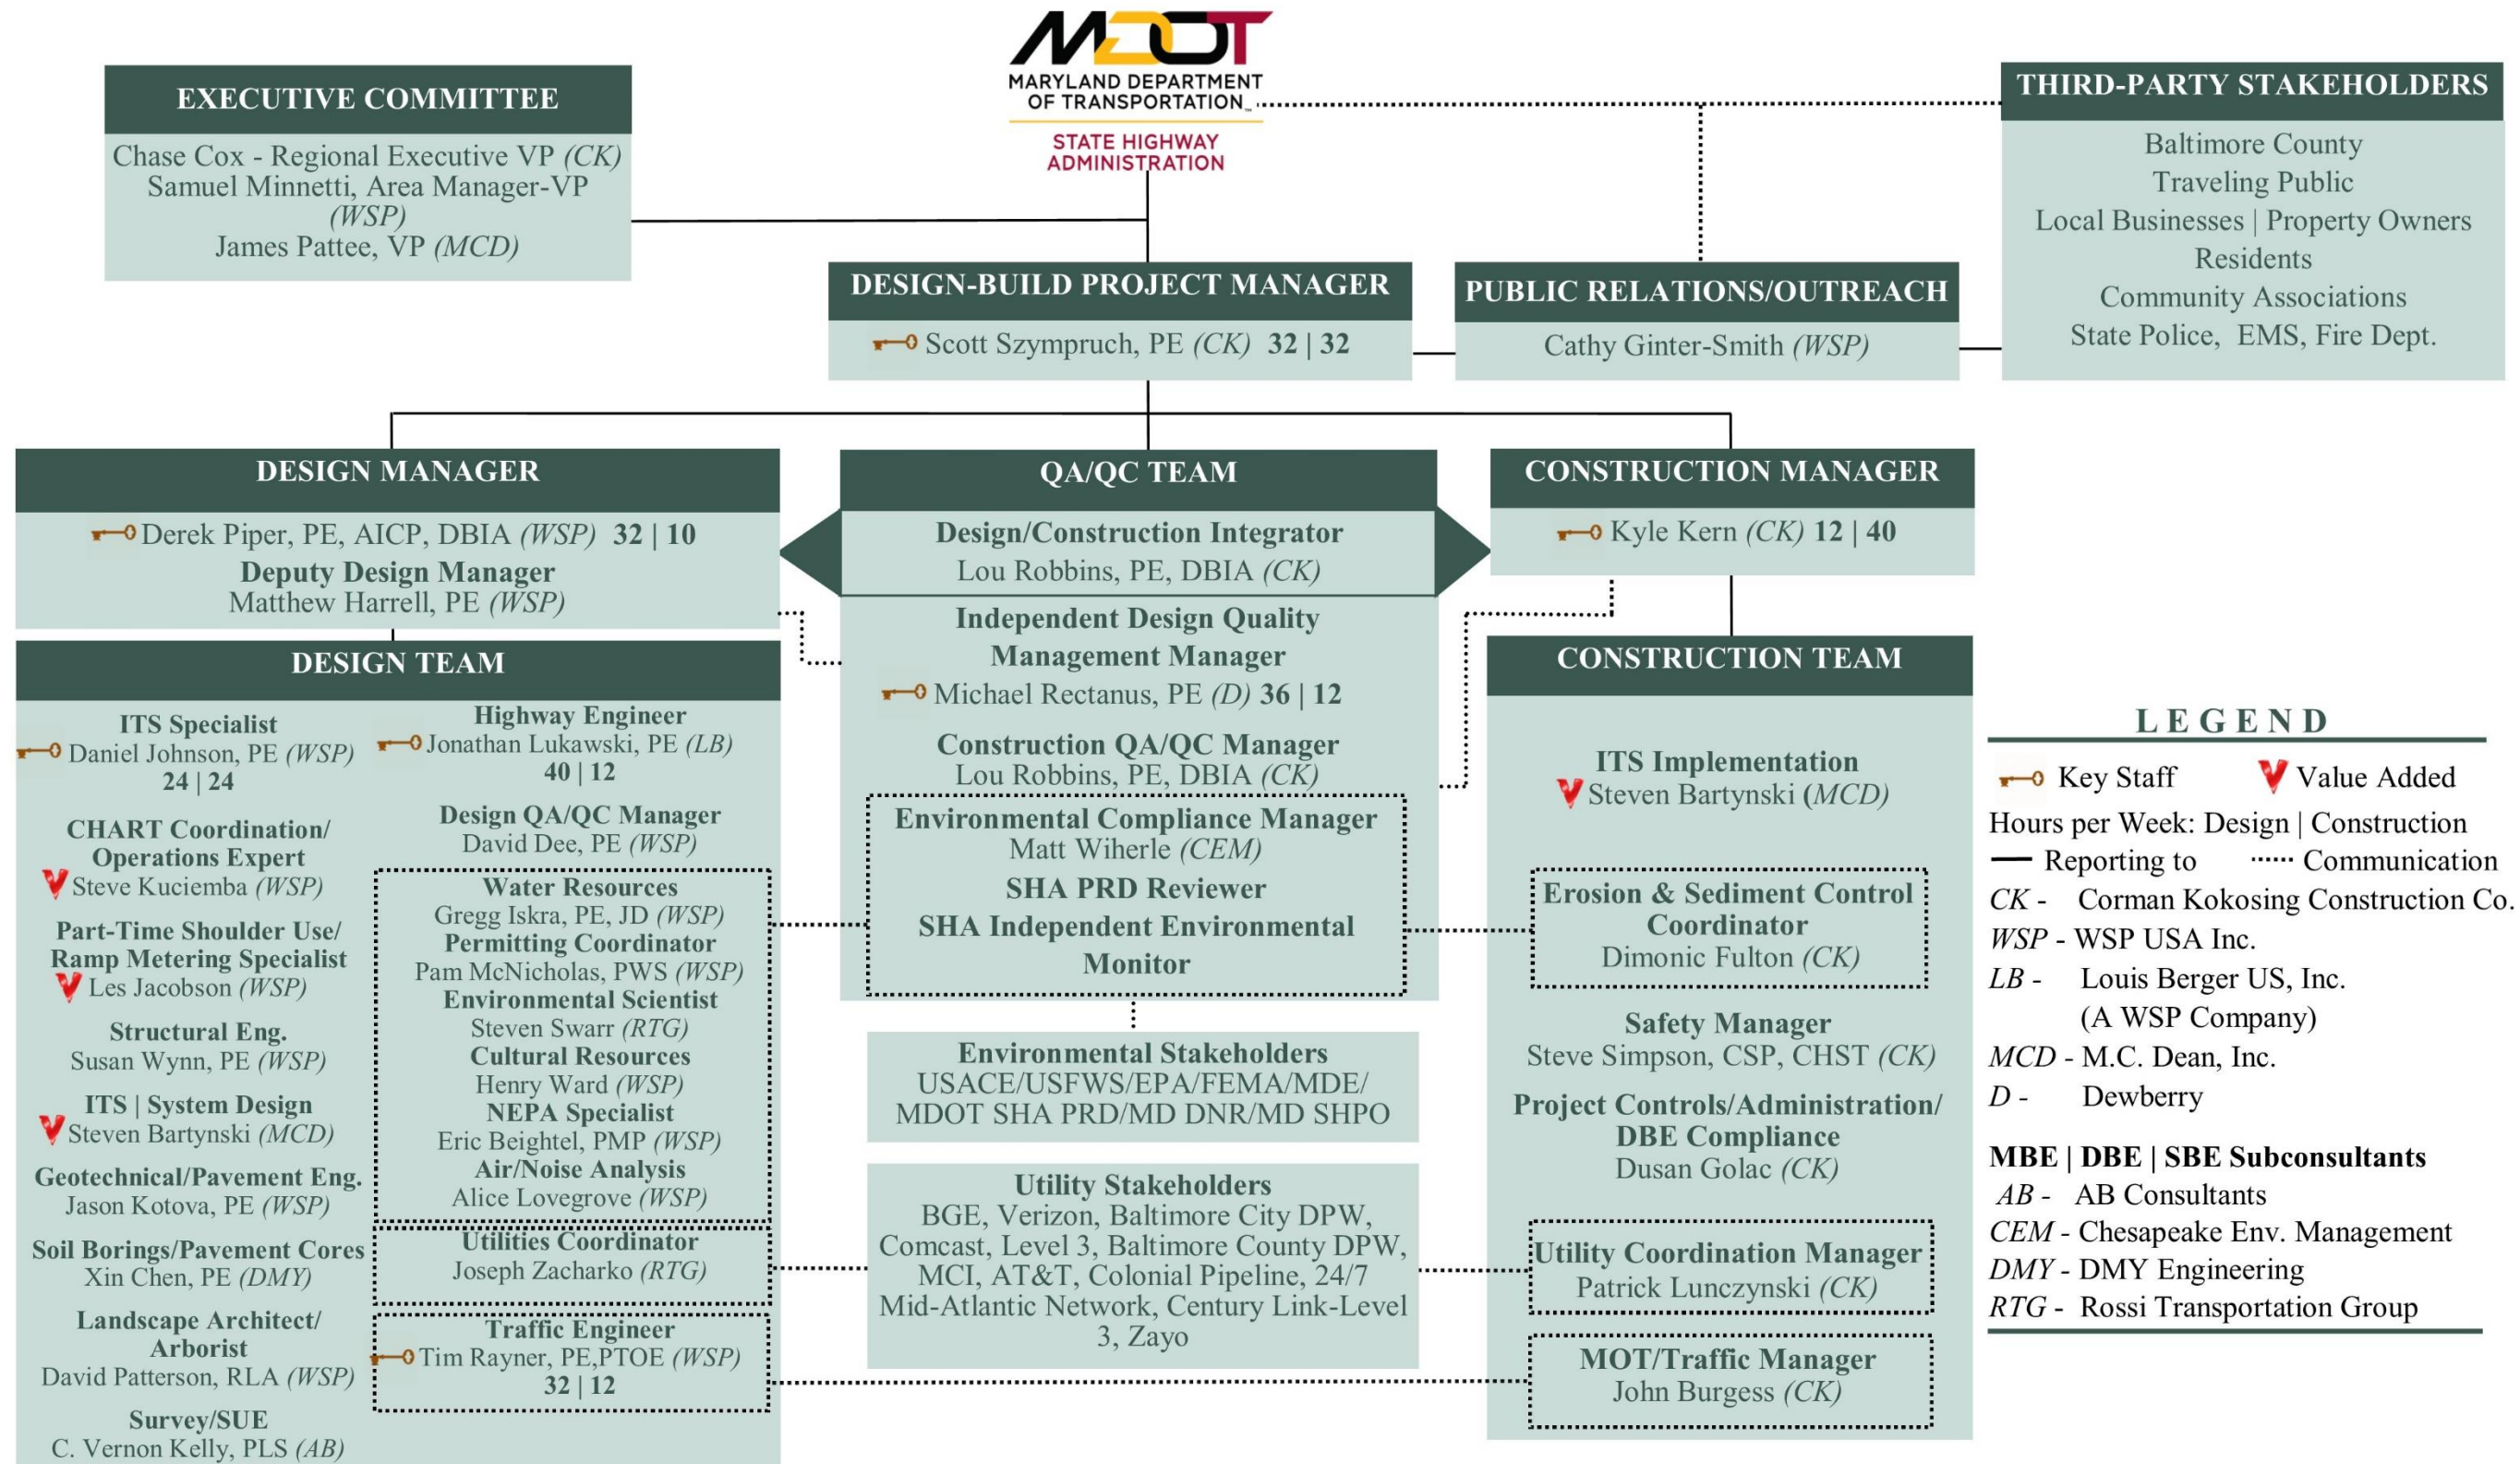 MDOT
MARYLAND DEPARTMENT
OF TRANSPORTATION™
STATE HIGHWAY
ADMINISTRATION
EXECUTIVE COMMITTEE
Chase Cox - Regional Executive VP (CK)
Samuel Minnetti, Area Manager-VP
(WSP)
James Pattee, VP (MCD)
THIRD-PARTY STAKEHOLDERS
Baltimore County
Traveling Public
Local Businesses | Property Owners
Residents
Community Associations
State Police, EMS, Fire Dept.
DESIGN-BUILD PROJECT MANAGER
Scott Szympruch, PE (CK) 32 | 32
PUBLIC RELATIONS/OUTREACH
Cathy Ginter-Smith (WSP)
DESIGN MANAGER
Derek Piper, PE, AICP, DBIA (WSP) 32 | 10
Deputy Design Manager
Matthew Harrell, PE (WSP)
QA/QC TEAM
Design/Construction Integrator
Lou Robbins, PE, DBIA (CK)
Independent Design Quality
Management Manager
Michael Rectanus, PE (D) 36 | 12
Construction QA/QC Manager
Lou Robbins, PE, DBIA (CK)
Environmental Compliance Manager
Matt Wiherle (CEM)
SHA PRD Reviewer
SHA Independent Environmental
Monitor
CONSTRUCTION MANAGER
Kyle Kern (CK) 12 | 40
DESIGN TEAM
ITS Specialist
Daniel Johnson, PE (WSP)
24 | 24
CHART Coordination/
Operations Expert
Steve Kuciemba (WSP)
Part-Time Shoulder Use/
Ramp Metering Specialist
Les Jacobson (WSP)
Structural Eng.
Susan Wynn, PE (WSP)
ITS | System Design
Steven Bartynski (MCD)
Geotechnical/Pavement Eng.
Jason Kotova, PE (WSP)
Soil Borings/Pavement Cores
Xin Chen, PE (DMY)
Landscape Architect/
Arborist
David Patterson, RLA (WSP)
Survey/SUE
C. Vernon Kelly, PLS (AB)
Highway Engineer
Jonathan Lukawski, PE (LB)
40 | 12
Design QA/QC Manager
David Dee, PE (WSP)
Water Resources
Gregg Iskra, PE, JD (WSP)
Permitting Coordinator
Pam McNicholas, PWS (WSP)
Environmental Scientist
Steven Swarr (RTG)
Cultural Resources
Henry Ward (WSP)
NEPA Specialist
Eric Beightel, PMP (WSP)
Air/Noise Analysis
Alice Lovegrove (WSP)
Utilities Coordinator
Joseph Zacharko (RTG)
Traffic Engineer
Tim Rayner, PE,PTOE (WSP)
32 | 12
Environmental Stakeholders
USACE/USFWS/EPA/FEMA/MDE/
MDOT SHA PRD/MD DNR/MD SHPO
Utility Stakeholders
BGE, Verizon, Baltimore City DPW,
Comcast, Level 3, Baltimore County DPW,
MCI, AT&T, Colonial Pipeline, 24/7
Mid-Atlantic Network, Century Link-Level
3, Zayo
CONSTRUCTION TEAM
ITS Implementation
Steven Bartynski (MCD)
Erosion & Sediment Control
Coordinator
Dimonic Fulton (CK)
Safety Manager
Steve Simpson, CSP, CHST (CK)
Project Controls/Administration/
DBE Compliance
Dusan Golac (CK)
Utility Coordination Manager
Patrick Lunczynski (CK)
MOT/Traffic Manager
John Burgess (CK)
LEGEND
Key Staff V Value Added
Hours per Week: Design | Construction
Reporting to Communication
CK - Corman Kokosing Construction Co.
WSP - WSP USA Inc.
LB - Louis Berger US, Inc.
(A WSP Company)
MCD - M.C. Dean, Inc.
D - Dewberry
MBE | DBE | SBE Subconsultants
AB - AB Consultants
CEM - Chesapeake Env. Management
DMY - DMY Engineering
RTG - Rossi Transportation Group